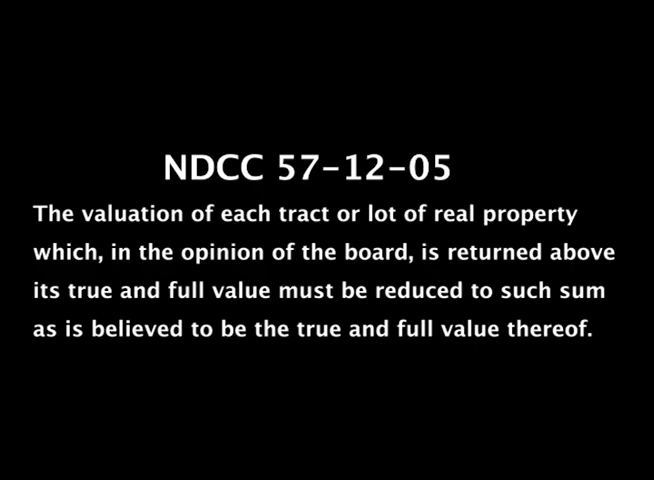 NDCC 57-12-05
The valuation of each tract or lot of real property
which, in the opinion of the board, is returned above
its true and full value must be reduced to such sum
as is believed to be the true and full value thereof.